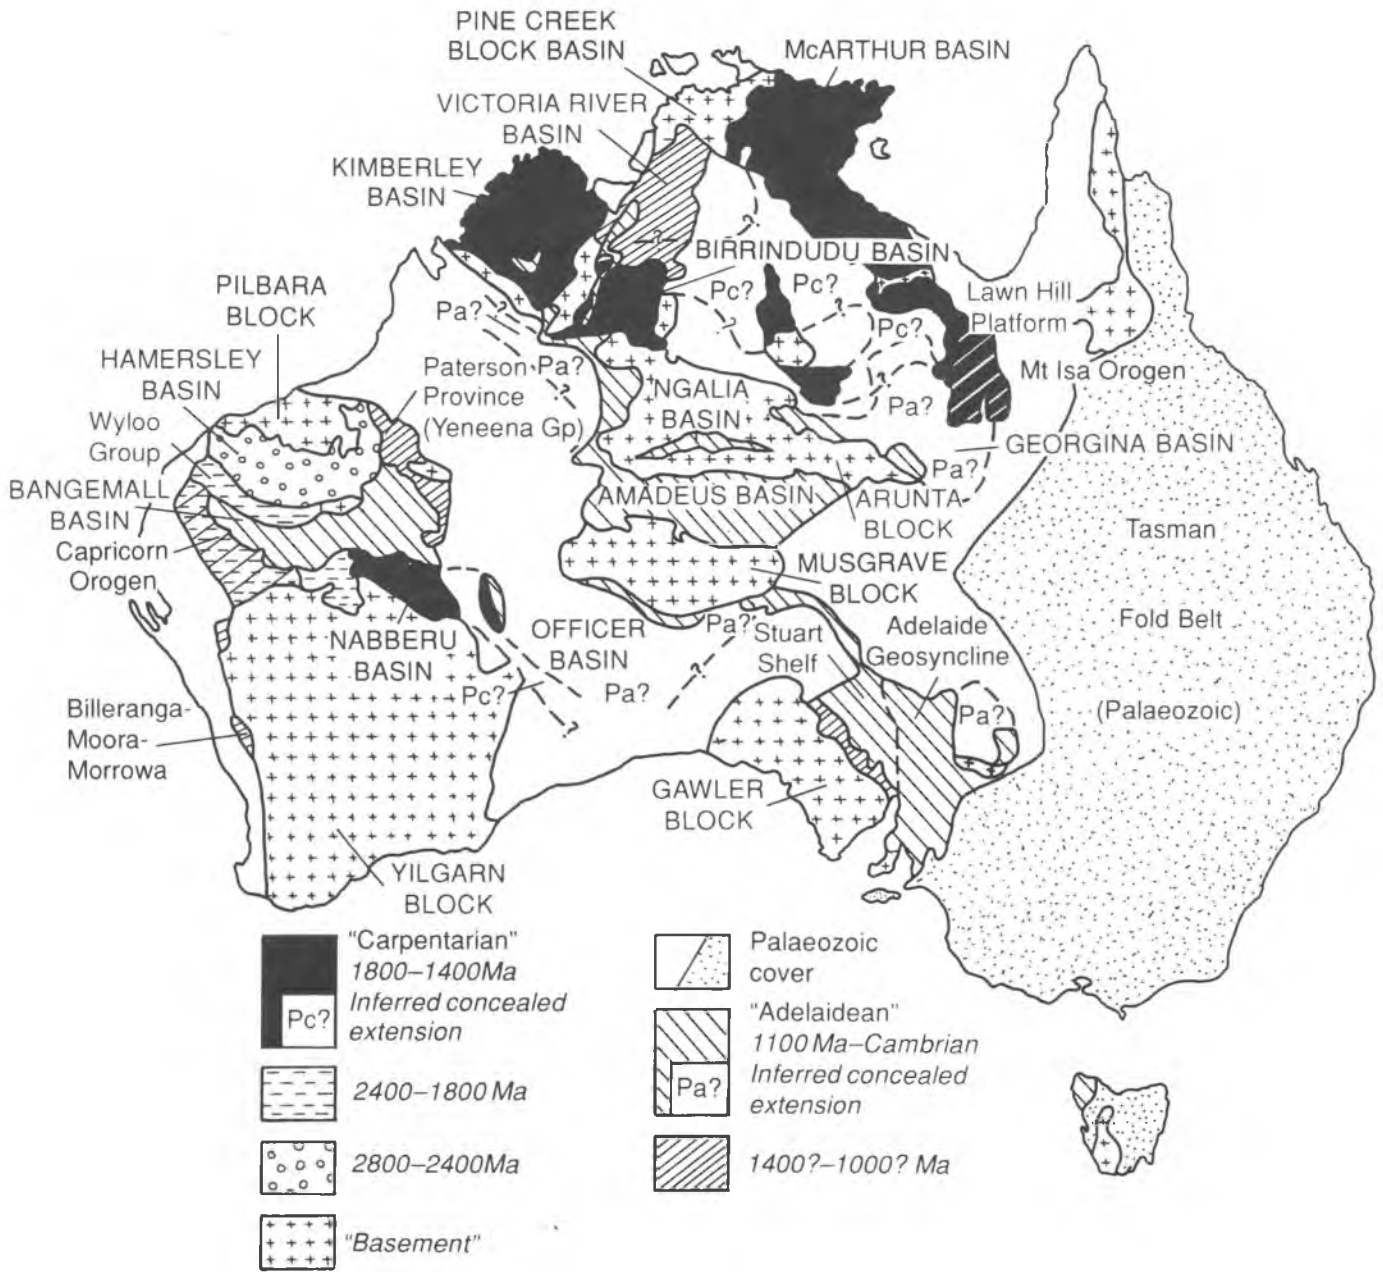 PINE CREEK
BLOCK BASIN
McARTHUR BASIN
VICTORIA RIVER
BASIN
KIMBERLEY
BASIN
BIRRINDUDU BASIN
PILBARA
BLOCK
Pa?
Pc?
Pc?
Pc?
Lawn Hill
Platform
HAMERSLEY
BASIN
Paterson
Province
(Yeneena Gp)
Pa?
Mt Isa Orogen
Wyloo
Group
NGALIA
BASIN
Pa?
GEORGINA BASIN
Pa?
BANGEMALL
BASIN
AMADEUS BASIN
ARUNTA
BLOCK
Capricorn
Orogen
Tasman
MUSGRAVE
BLOCK
Fold Belt
NABBERU
BASIN
OFFICER
BASIN
Pa?
Stuart
Shelf
Adelaide
Geosyncline
Pc?
Pa?
Pa?
(Palaeozoic)
Billeranga-
Moora-
Morrowa
GAWLER
BLOCK
YILGARN
BLOCK
"Carpentarian"
1800–1400Ma
Inferred concealed
extension
Pc?
2400–1800 Ma
2800–2400Ma
"Basement"
Palaeozoic
cover
"Adelaidean"
1100 Ma–Cambrian
Inferred concealed
extension
Pa?
1400?–1000? Ma